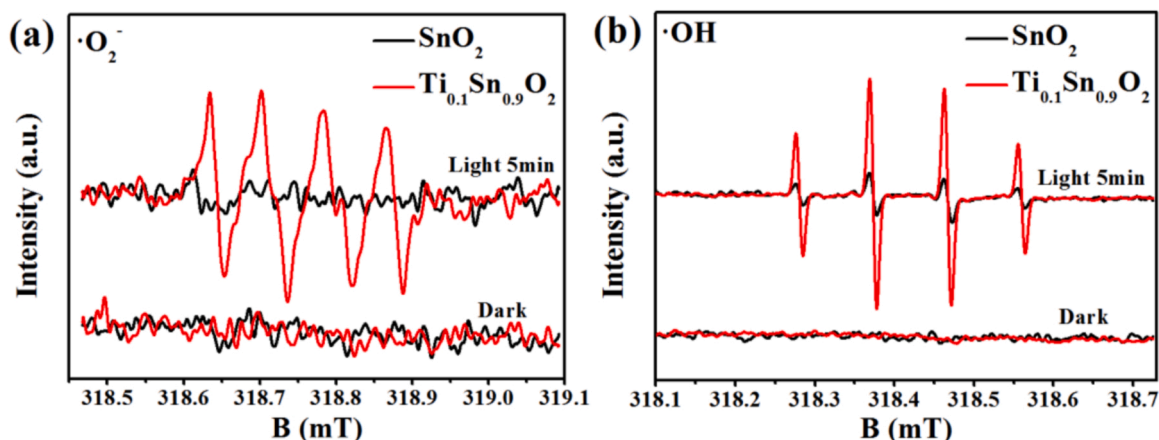 (a)
·O₂⁻
SnO₂
Ti₀.₁Sn₀.₉O₂
Light 5min
Dark
Intensity (a.u.)
318.5 318.6 318.7 318.8 318.9 319.0 319.1
B (mT)
(b)
·OH
SnO₂
Ti₀.₁Sn₀.₉O₂
Light 5min
Dark
Intensity (a.u.)
318.1 318.2 318.3 318.4 318.5 318.6 318.7
B (mT)